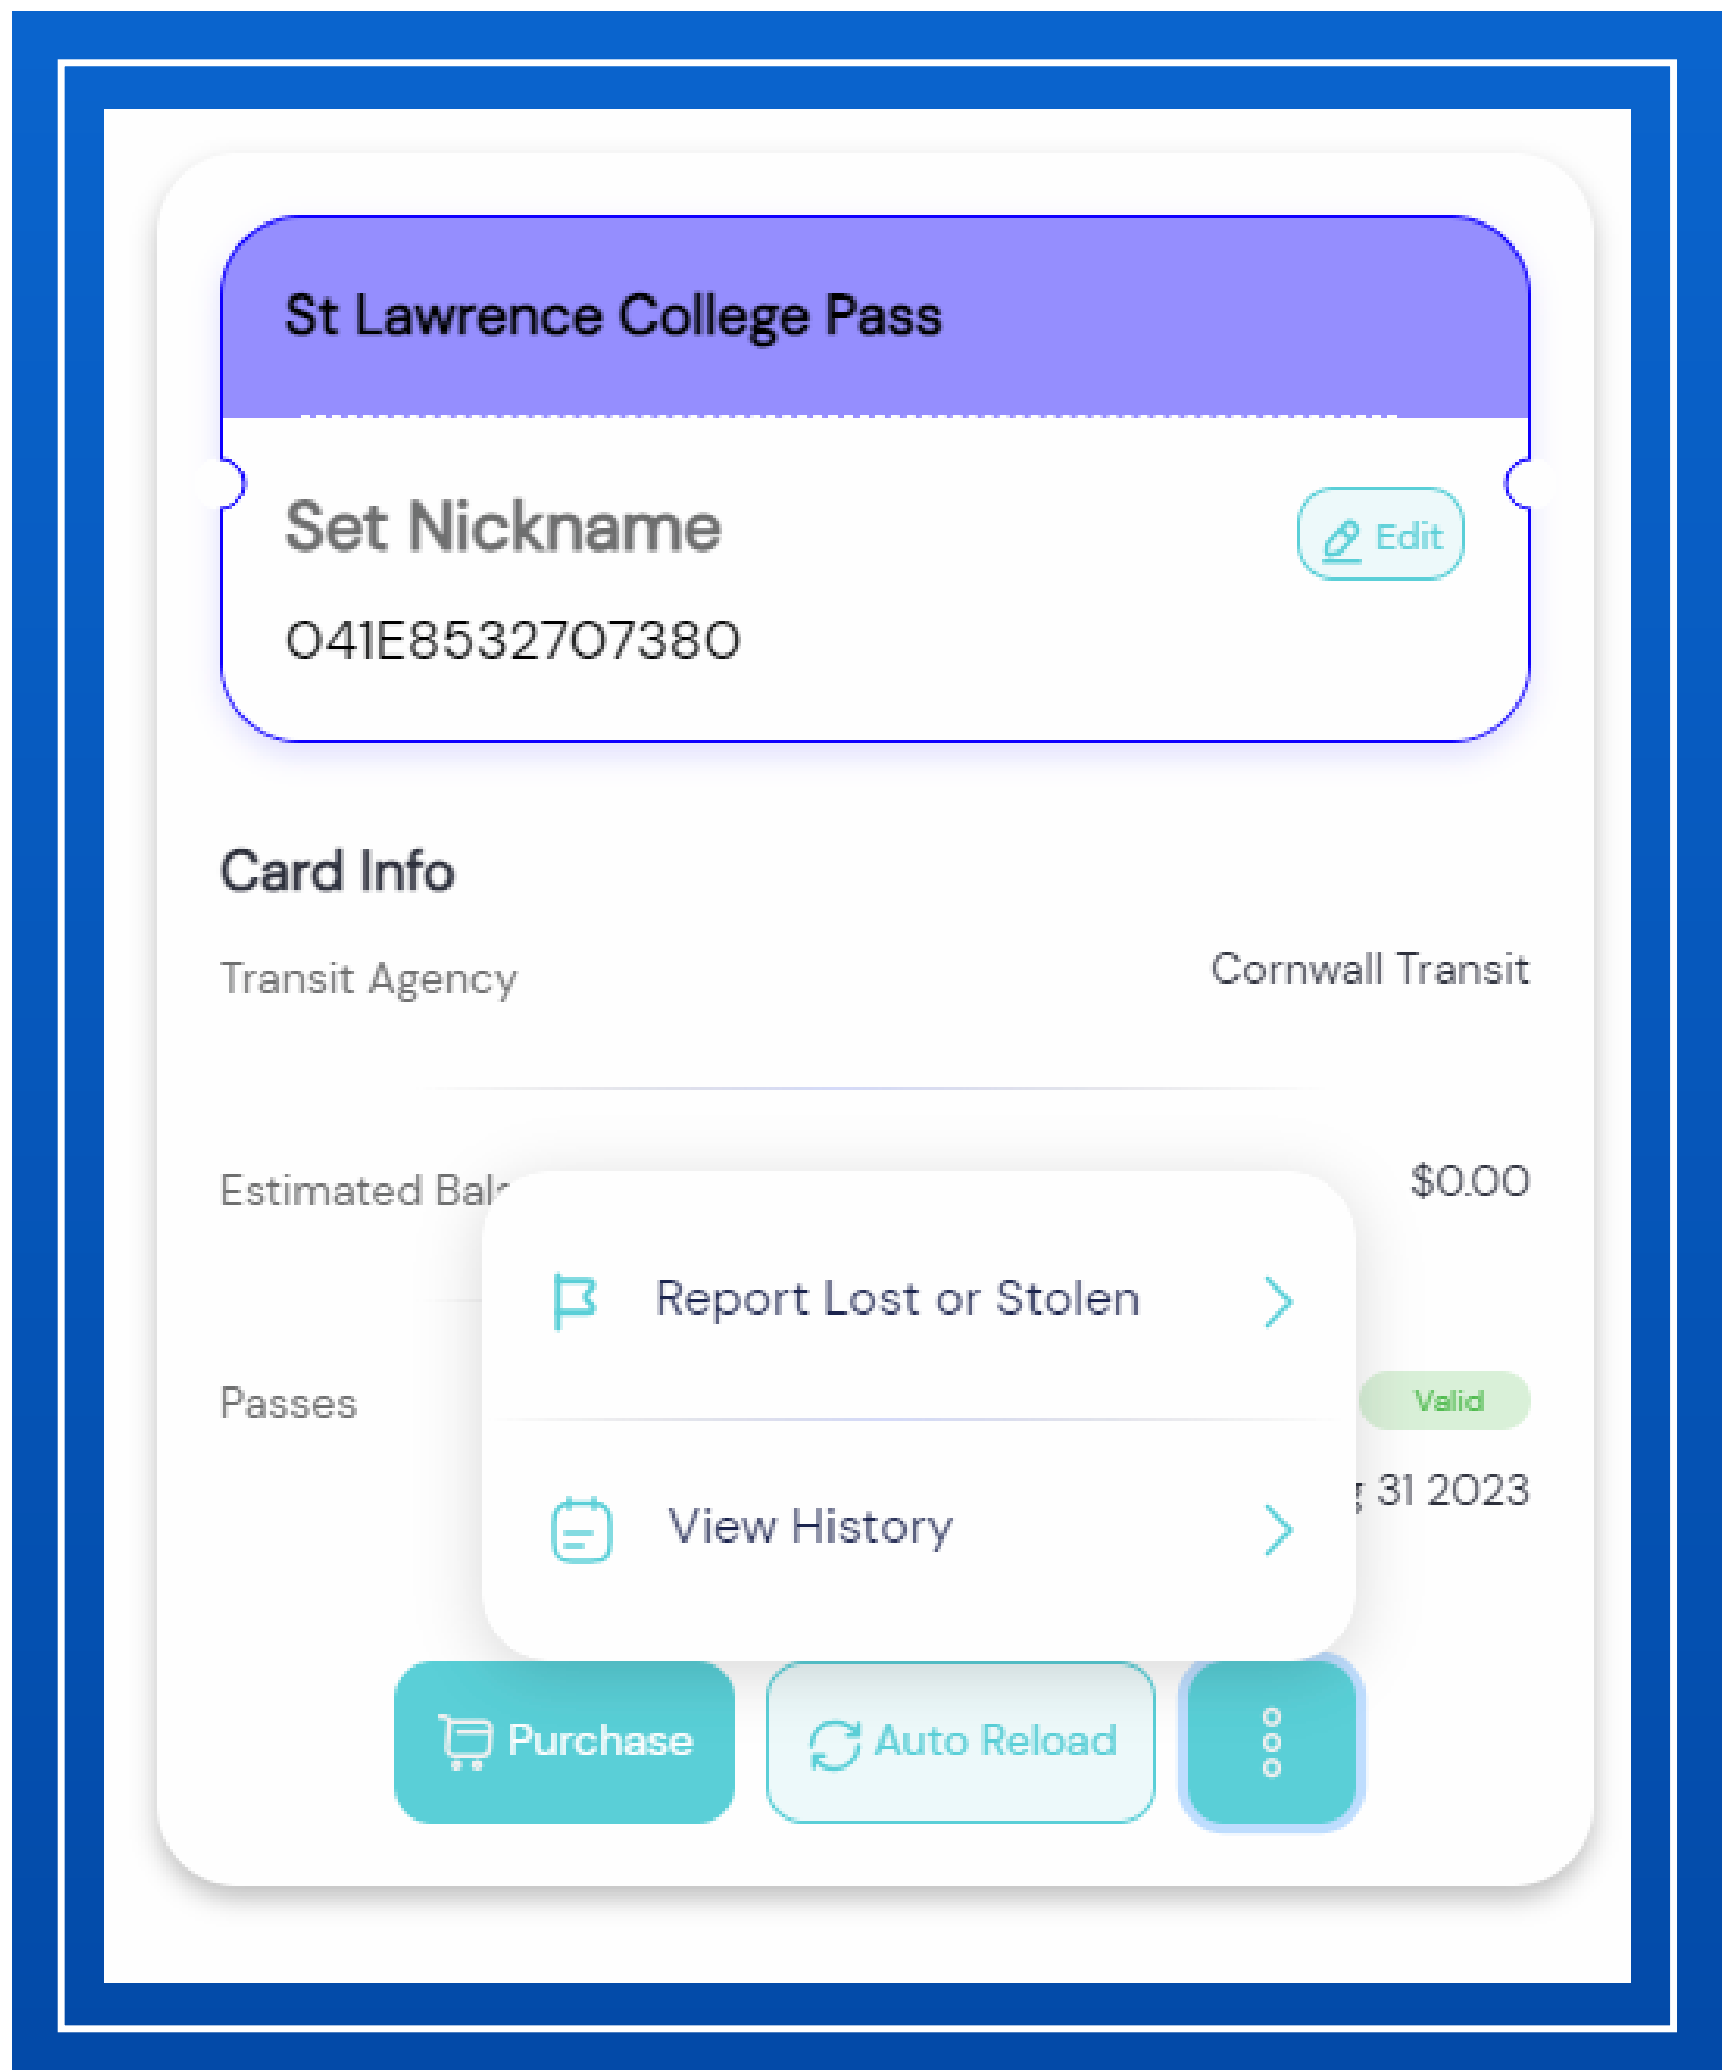 St Lawrence College Pass
Set Nickname
Edit
041E8532707380
Card Info
Transit Agency
Cornwall Transit
Estimated
$0.00
Report Lost or Stolen
Passes
Valid
31 2023
View History
Purchase
Auto Reload